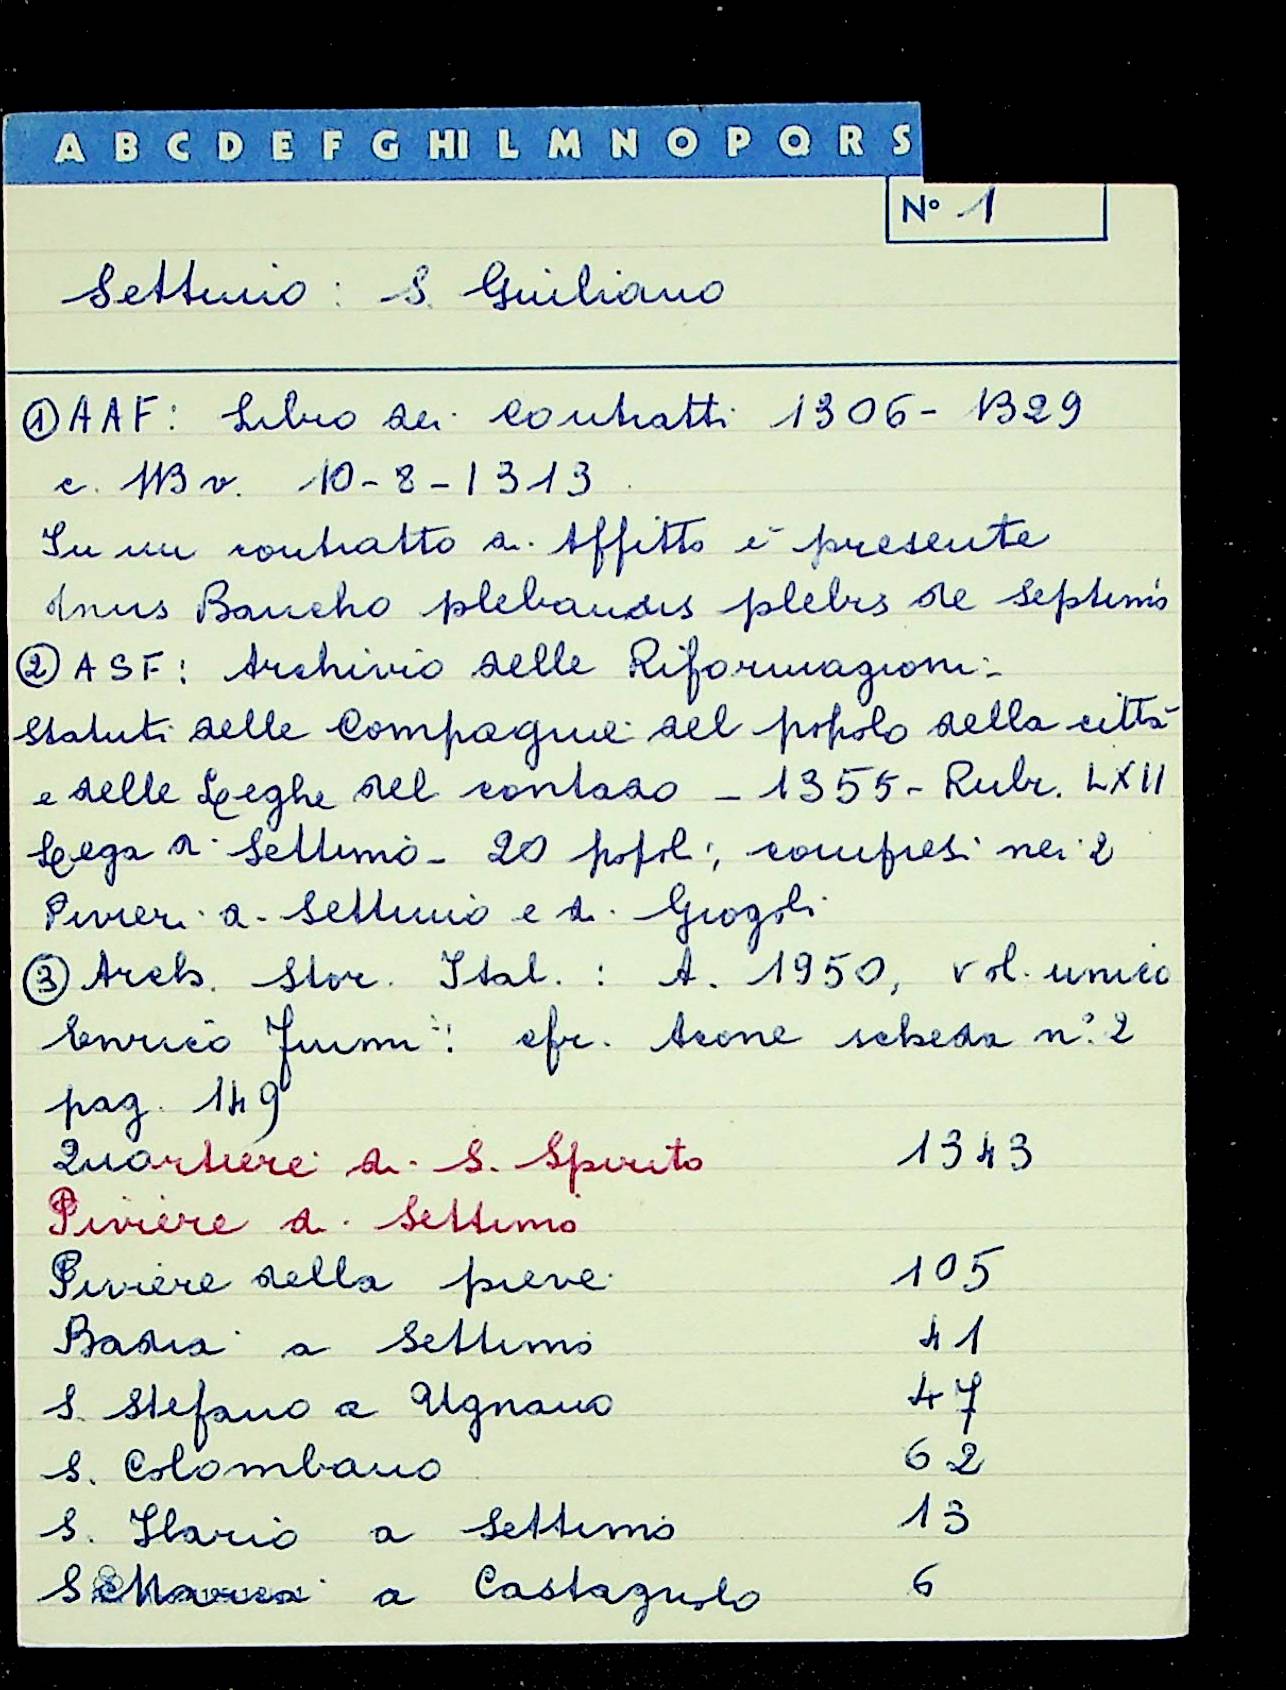 A B C D E F G HI L M N O P Q R S
N° 1
Settimo : S. Giuliano
① AAF: Libro dei contratti 1306-1329
c. 113 v. 10-8-1313
In un contratto di Affitto è presente
dnus Bancho plebanus plebis de Septimo
② ASF: Archivio delle Riformagioni-
Statuti delle Compagnie del popolo della città
e delle Leghe del contado - 1355- Rubr. LXII
Lega di Settimo- 20 popoli, compresi nei 2
Pivieri di Settimo e di Giogoli
③ Arch. Stor. Ital. : A. 1950, vol. unico
Enrico Fiumi: cfr. Acone scheda n° 2
pag. 149
Quartiere di S. Spirito 1343
Piviere di Settimo
Piviere della pieve 105
Badia a Settimo 41
S. Stefano a Ugnano 47
S. Colombano 62
S. Ilario a Settimo 13
S a Castagnolo 6